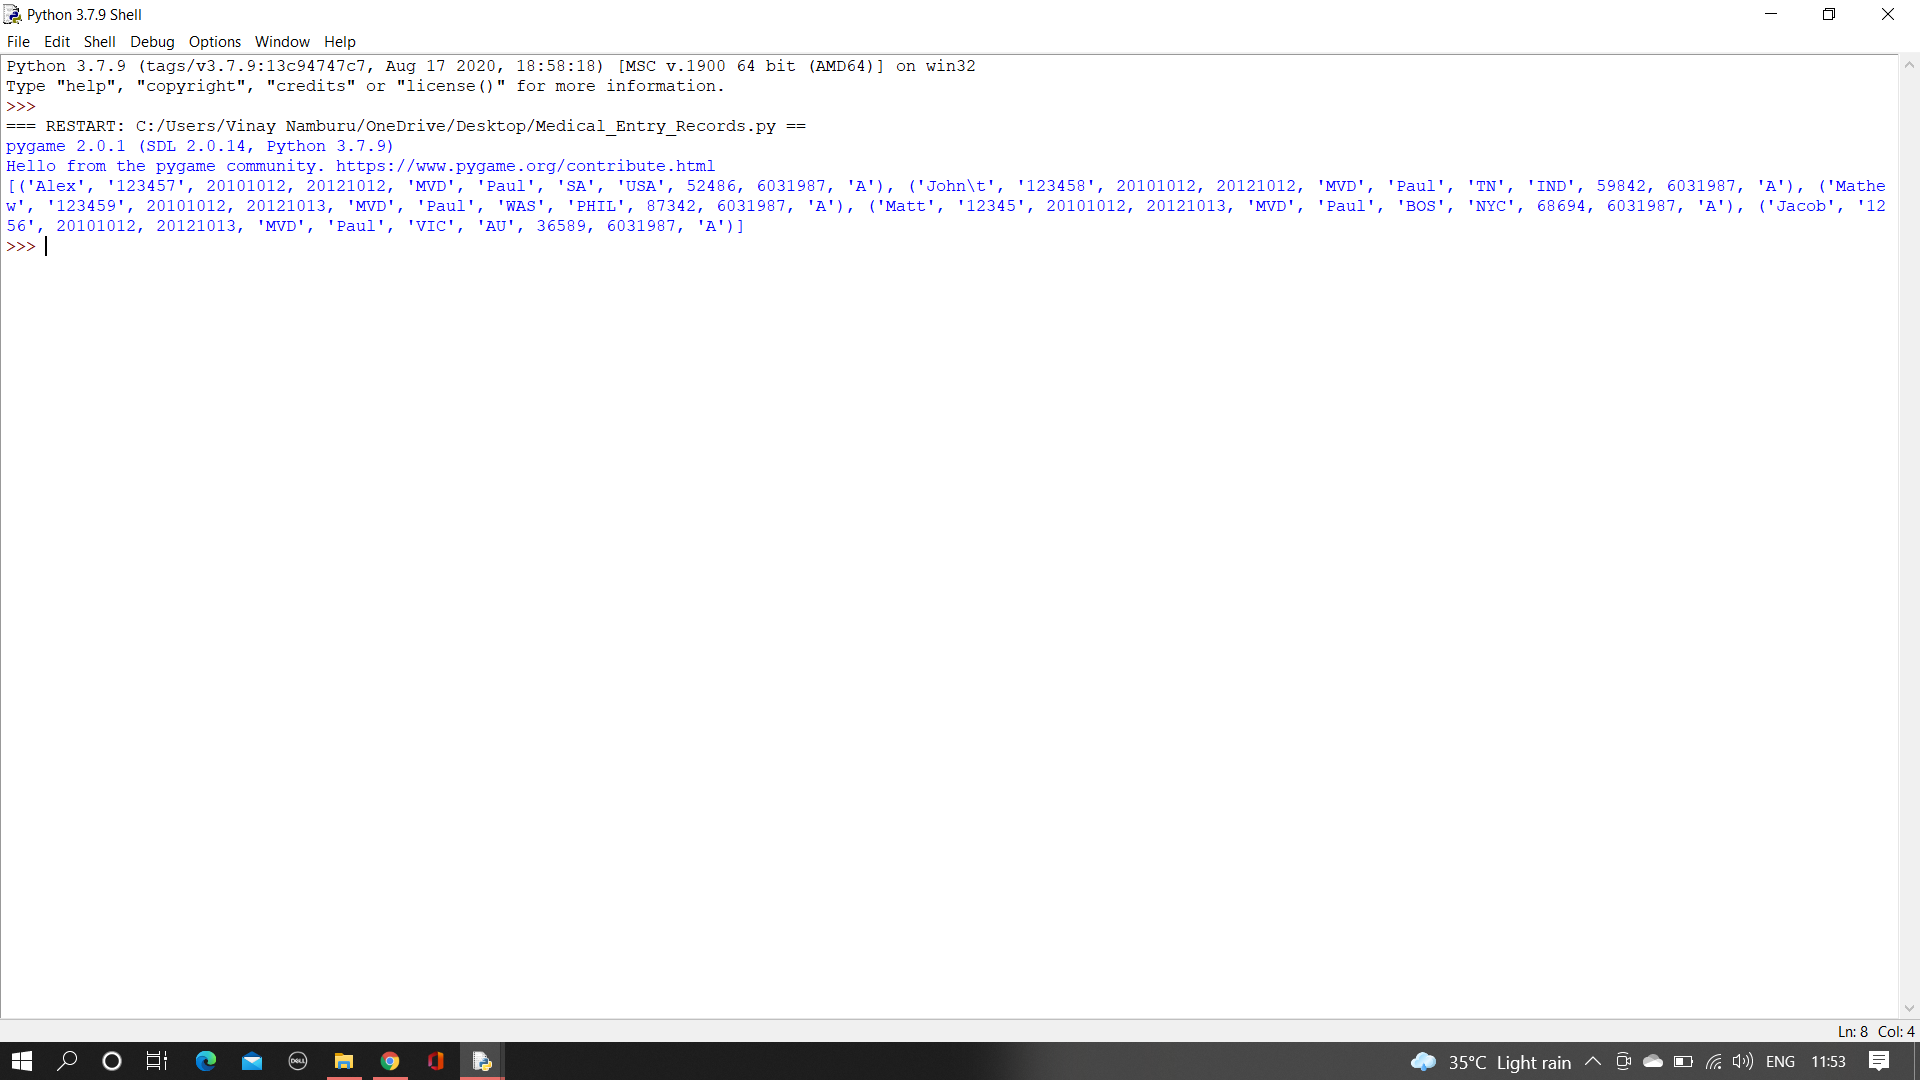 Python 3.7.9 Shell
File Edit Shell Debug Options Window Help
Python 3.7.9 (tags/v3.7.9:13c94747c7, Aug 17 2020, 18:58:18) [MSC v.1900 64 bit (AMD64)] on win32
Type "help", "copyright", "credits" or "license()" for more information.
>>>
=== RESTART: C:/Users/Vinay Namburu/OneDrive/Desktop/Medical_Entry_Records.py ==
pygame 2.0.1 (SDL 2.0.14, Python 3.7.9)
Hello from the pygame community. https://www.pygame.org/contribute.html
[('Alex', '123457', 20101012, 20121012, 'MVD', 'Paul', 'SA', 'USA', 52486, 6031987, 'A'), ('John\t', '123458', 20101012, 20121012, 'MVD', 'Paul', 'TN', 'IND', 59842, 6031987, 'A'), ('Mathe
w', '123459', 20101012, 20121013, 'MVD', 'Paul', 'WAS', 'PHIL', 87342, 6031987, 'A'), ('Matt', '12345', 20101012, 20121013, 'MVD', 'Paul', 'BOS', 'NYC', 68694, 6031987, 'A'), ('Jacob', '12
56', 20101012, 20121013, 'MVD', 'Paul', 'VIC', 'AU', 36589, 6031987, 'A')]
>>>
Ln: 8 Col: 4
DELL
35°C Light rain ENG 11:53